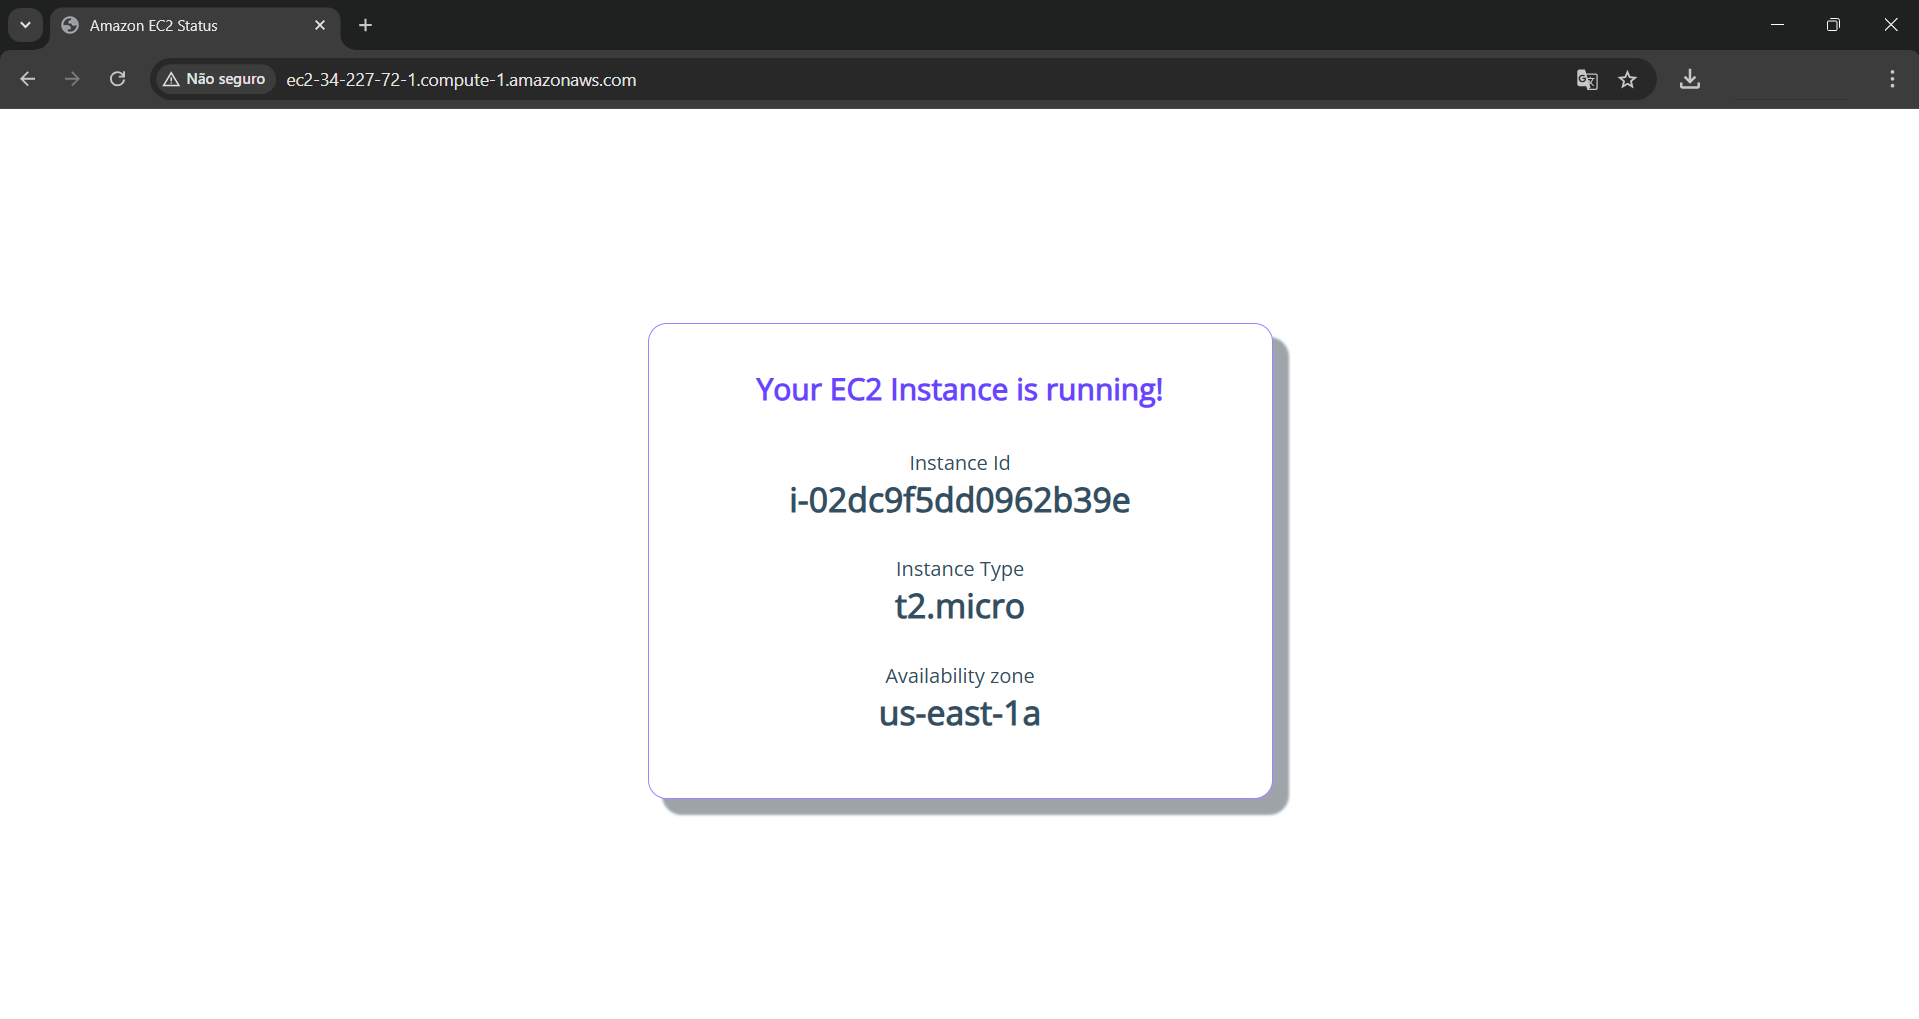 Amazon EC2 Status
Não seguro
ec2-34-227-72-1.compute-1.amazonaws.com
Your EC2 Instance is running!
Instance Id
i-02dc9f5dd0962b39e
Instance Type
t2.micro
Availability zone
us-east-1a